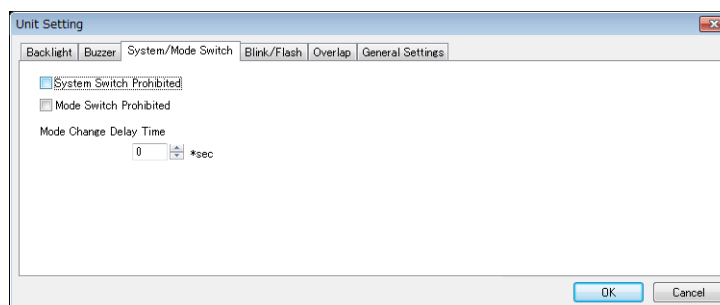 Unit Setting
Backlight Buzzer System/Mode Switch Blink/Flash Overlap General Settings
System Switch Prohibited
Mode Switch Prohibited
Mode Change Delay Time
0 *sec
OK Cancel